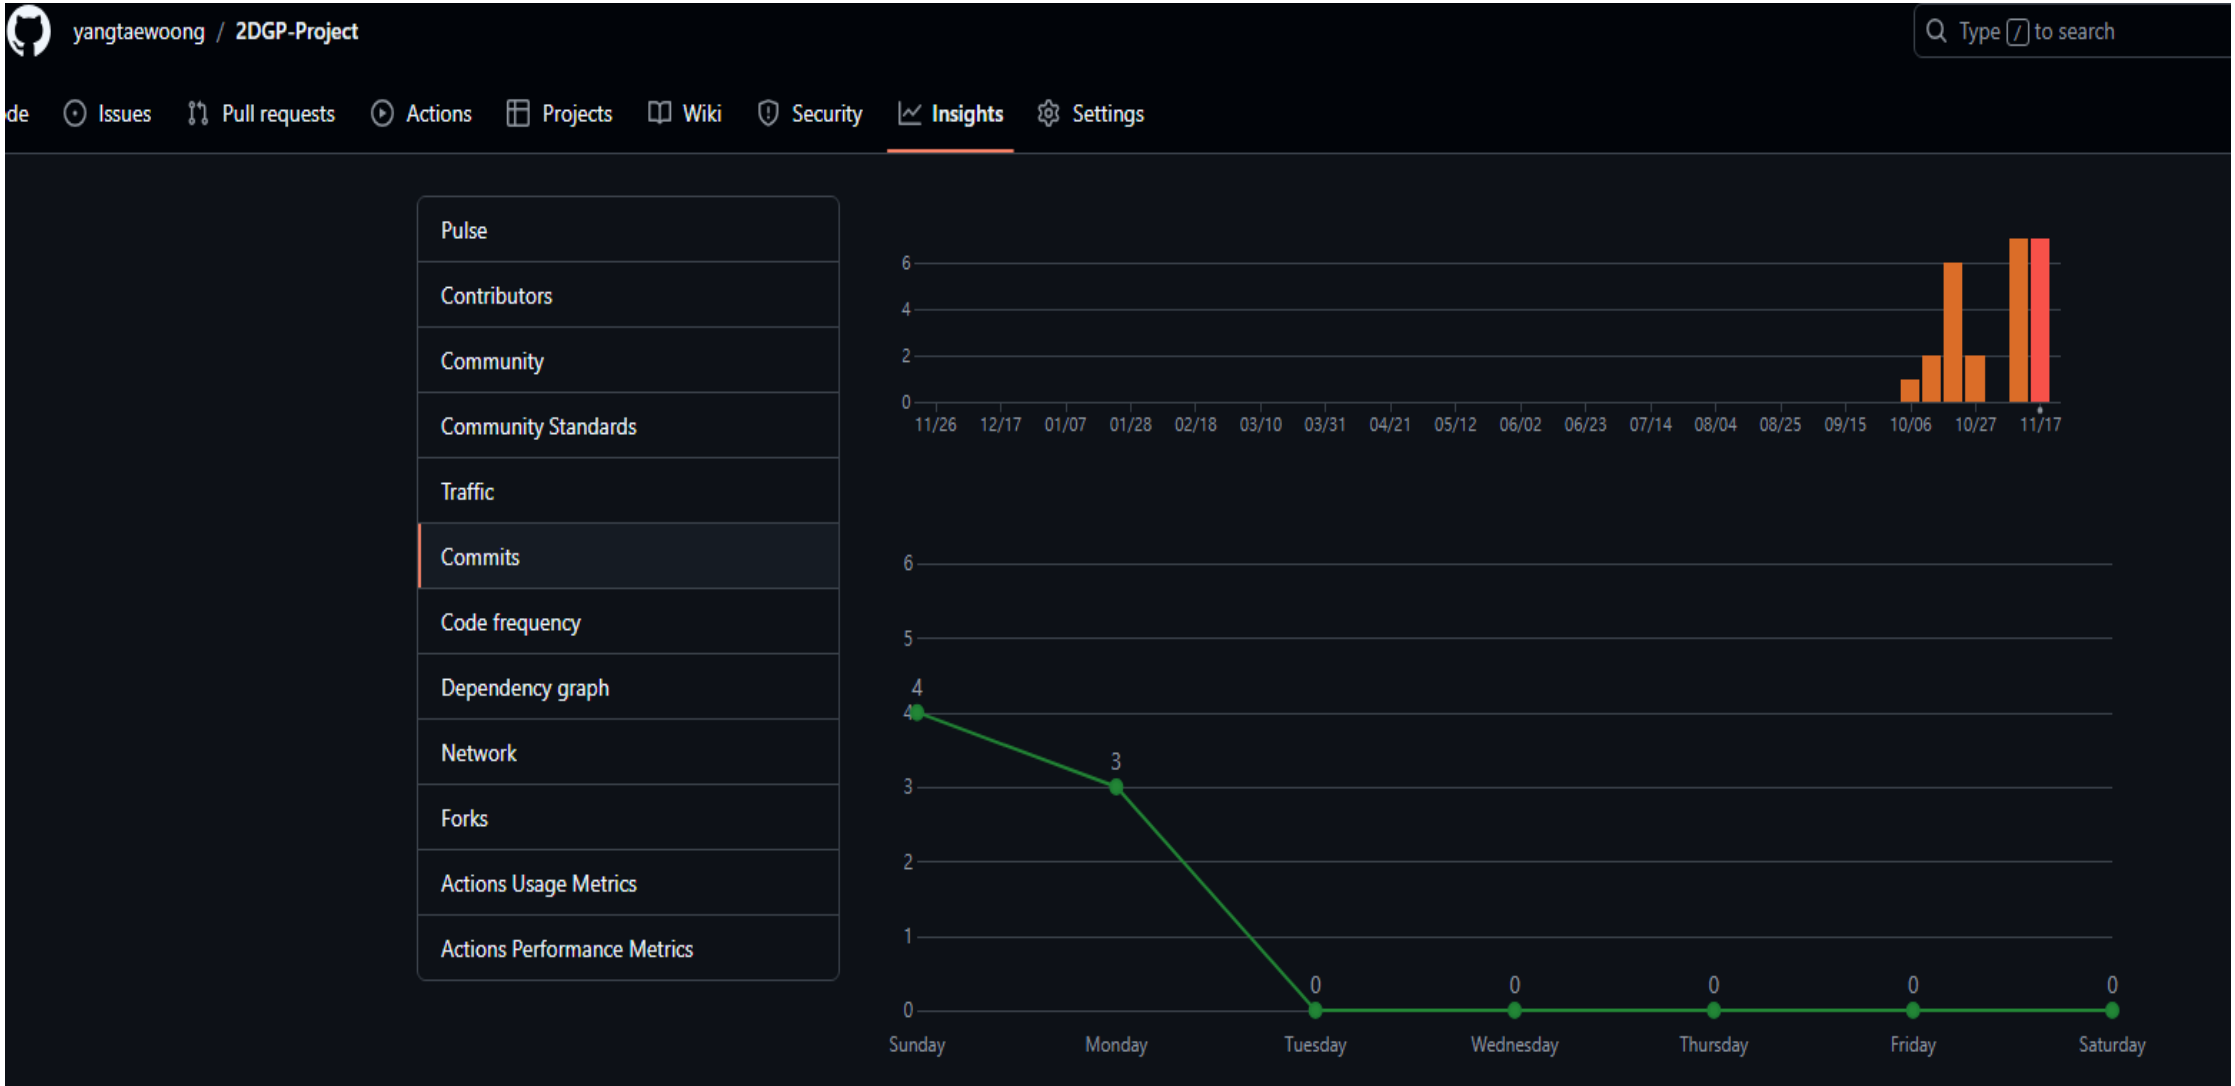 yangtaewoong / 2DGP-Project
Type / to search
de Issues Pull requests Actions Projects Wiki Security Insights Settings
Pulse
Contributors
Community
Community Standards
Traffic
Commits
Code frequency
Dependency graph
Network
Forks
Actions Usage Metrics
Actions Performance Metrics
6
4
2
0
11/26 12/17 01/07 01/28 02/18 03/10 03/31 04/21 05/12 06/02 06/23 07/14 08/04 08/25 09/15 10/06 10/27 11/17
6
5
4
4
3
3
2
1
0 0 0 0 0
0
Sunday Monday Tuesday Wednesday Thursday Friday Saturday